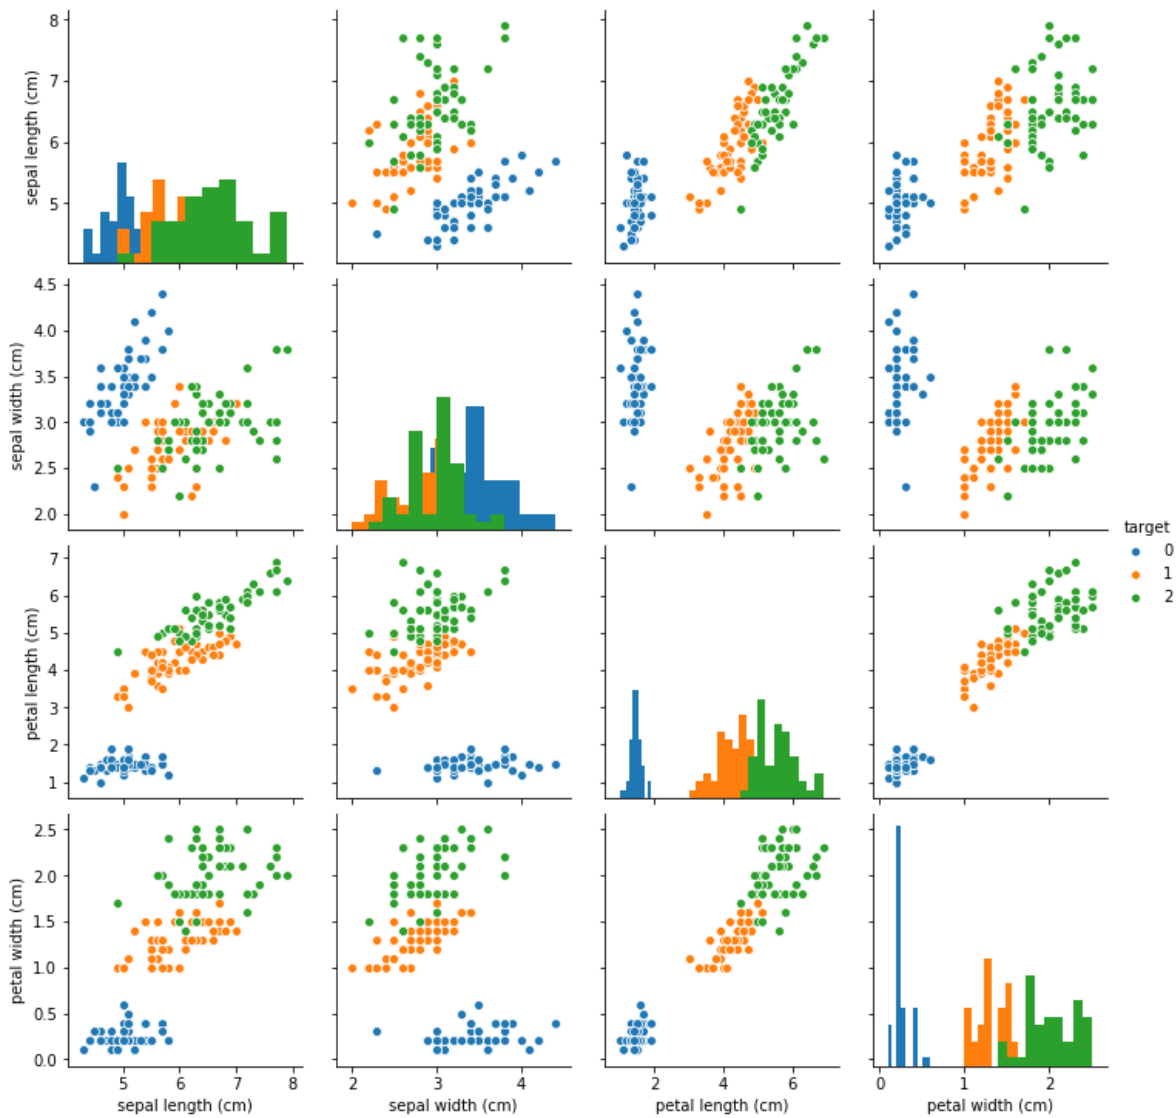 8
7
6
5
sepal length (cm)
4.5
4.0
3.5
3.0
2.5
2.0
sepal width (cm)
target
0
1
2
7
6
5
4
3
2
1
petal length (cm)
2.5
2.0
1.5
1.0
0.5
0.0
petal width (cm)
5 6 7 8
sepal length (cm)
2 3 4
sepal width (cm)
2 4 6
petal length (cm)
0 1 2
petal width (cm)